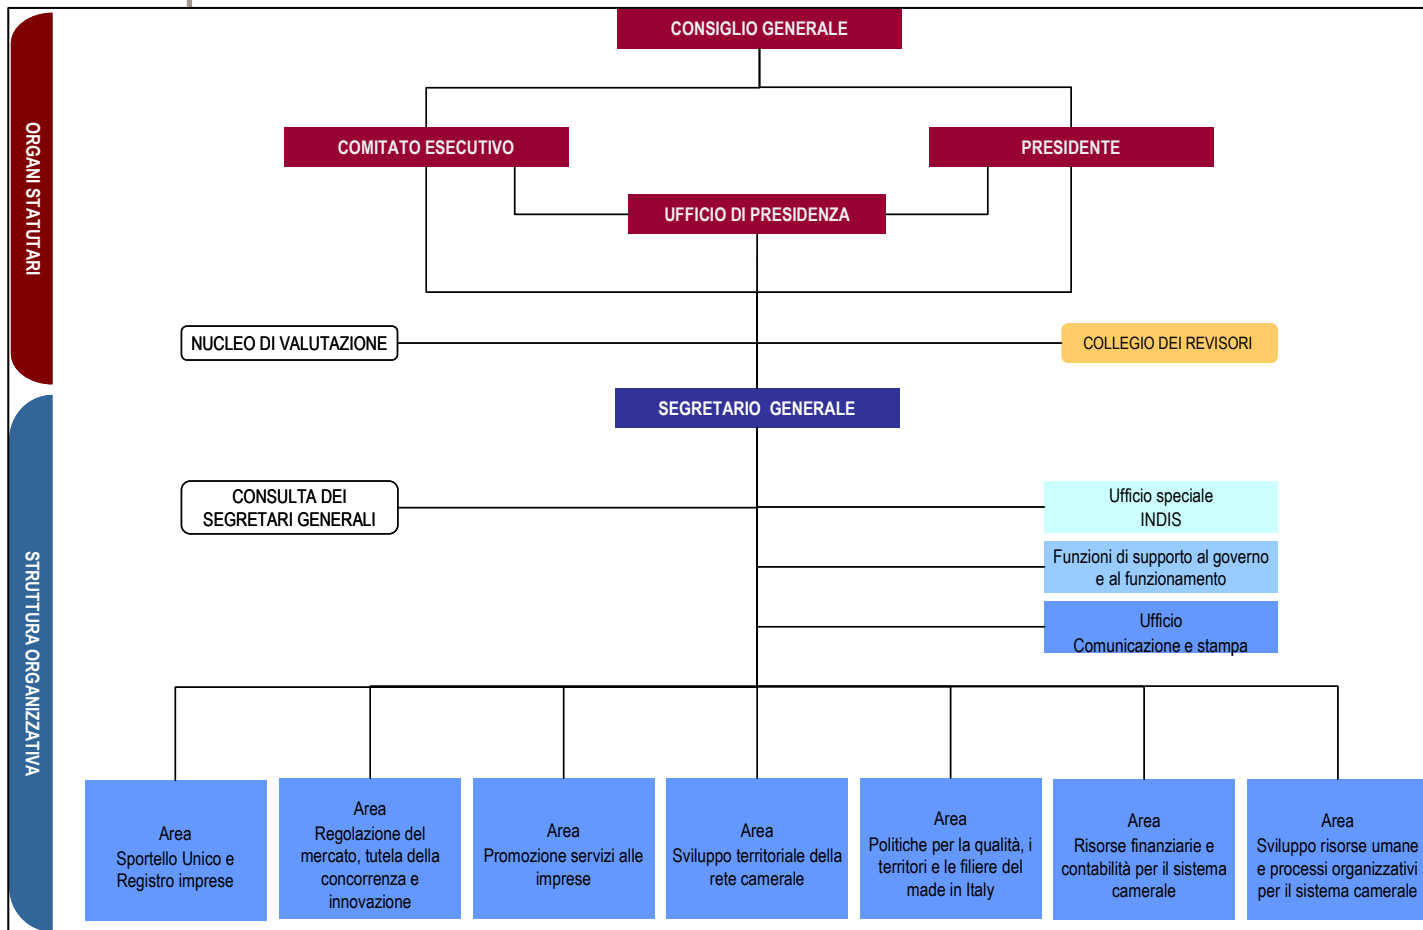 CONSIGLIO GENERALE
ORGANI STATUTARI
COMITATO ESECUTIVO
PRESIDENTE
UFFICIO DI PRESIDENZA
NUCLEO DI VALUTAZIONE
COLLEGIO DEI REVISORI
SEGRETARIO GENERALE
STRUTTURA ORGANIZZATIVA
CONSULTA DEI
SEGRETARI GENERALI
Ufficio speciale
INDIS
Funzioni di supporto al governo
e al funzionamento
Ufficio
Comunicazione e stampa
Area
Sportello Unico e
Registro imprese
Area
Regolazione del
mercato, tutela della
concorrenza e
innovazione
Area
Promozione servizi alle
imprese
Area
Sviluppo territoriale della
rete camerale
Area
Politiche per la qualità, i
territori e le filiere del
made in Italy
Area
Risorse finanziarie e
contabilità per il sistema
camerale
Area
Sviluppo risorse umane
e processi organizzativi
per il sistema camerale